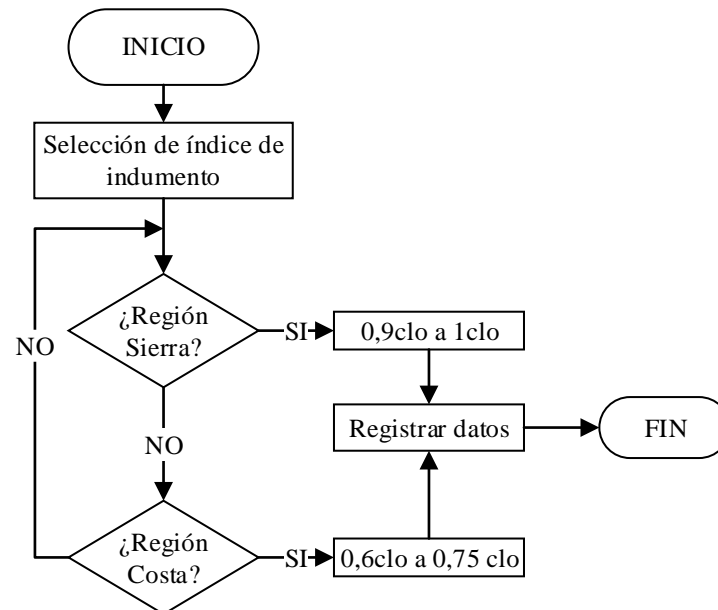 INICIO
Selección de índice de
indumento
¿Región
Sierra?
SI
0,9clo a 1clo
NO
NO
Registrar datos
FIN
¿Región
Costa?
SI
0,6clo a 0,75 clo